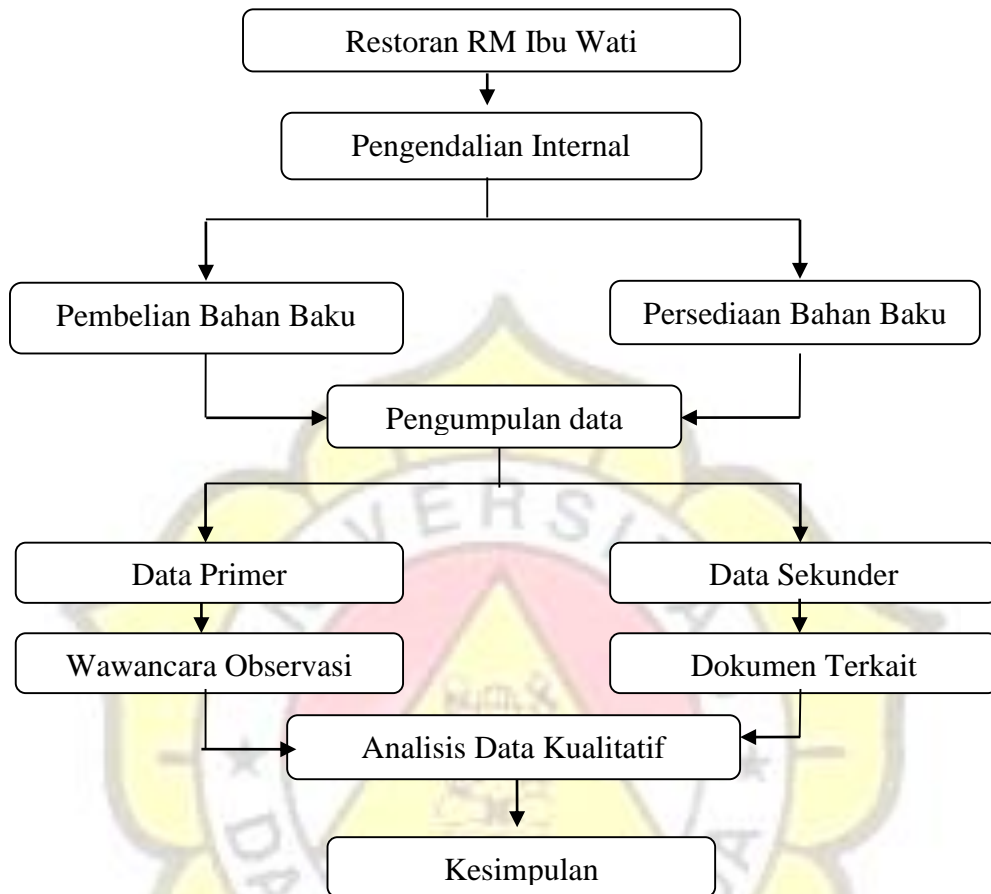 Restoran RM Ibu Wati
Pengendalian Internal
Pembelian Bahan Baku
Persediaan Bahan Baku
Pengumpulan data
Data Primer
Data Sekunder
Wawancara Observasi
Dokumen Terkait
Analisis Data Kualitatif
Kesimpulan